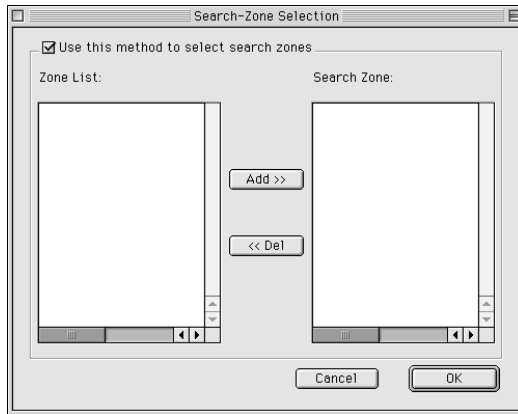 Search-Zone Selection
Use this method to select search zones
Zone List:
Search Zone:
Add >>
<< Del
Cancel
OK